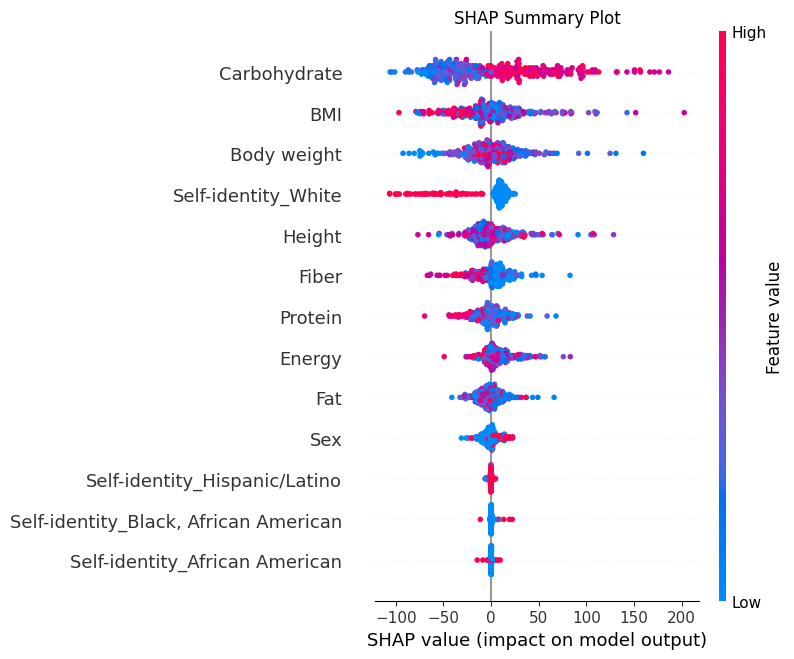 SHAP Summary Plot
High
Carbohydrate
BMI
Body weight
Self-identity_White
Height
Fiber
Protein
Energy
Fat
Sex
Self-identity_Hispanic/Latino
Self-identity_Black, African American
Self-identity_African American
Feature value
Low
−100 −50 0 50 100 150 200
SHAP value (impact on model output)